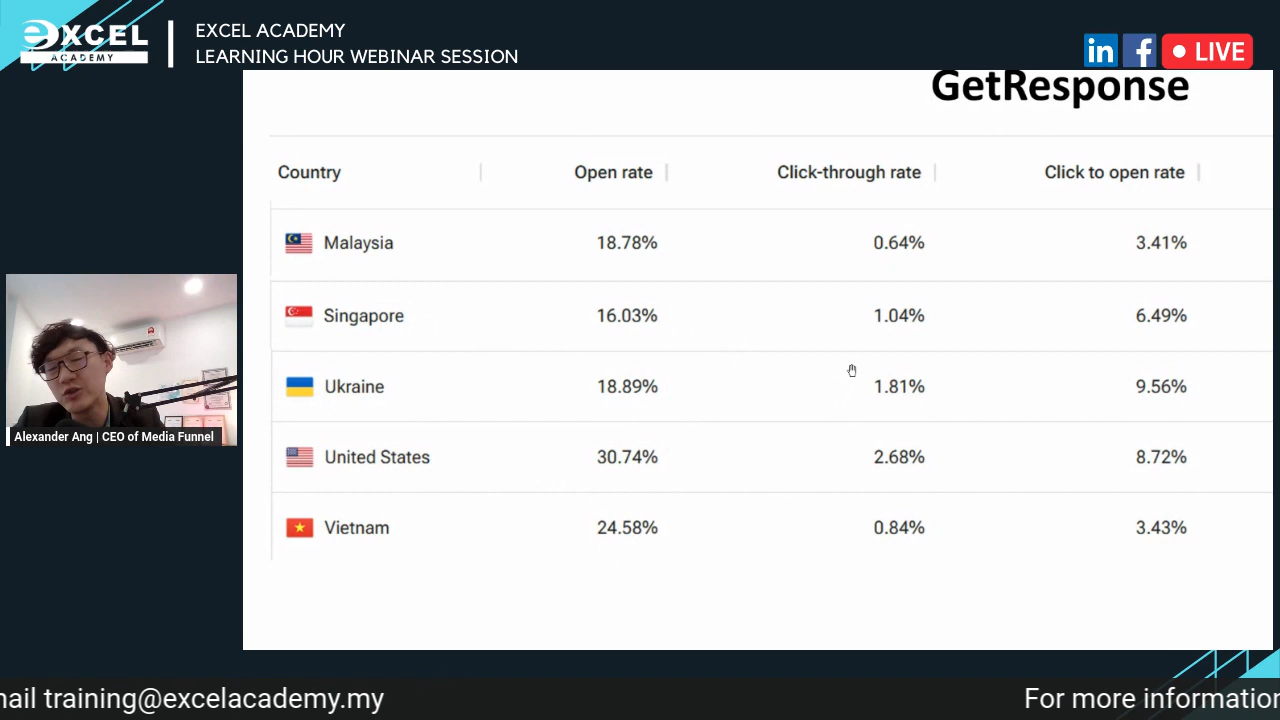 eXCEL
ACADEMY
EXCEL ACADEMY
LEARNING HOUR WEBINAR SESSION
in f LIVE
GetResponse
Country Open rate Click-through rate Click to open rate
Malaysia 18.78% 0.64% 3.41%
Singapore 16.03% 1.04% 6.49%
Ukraine 18.89% 1.81% 9.56%
United States 30.74% 2.68% 8.72%
Vietnam 24.58% 0.84% 3.43%
Alexander Ang | CEO of Media Funnel
nail training@excelacademy.my For more information